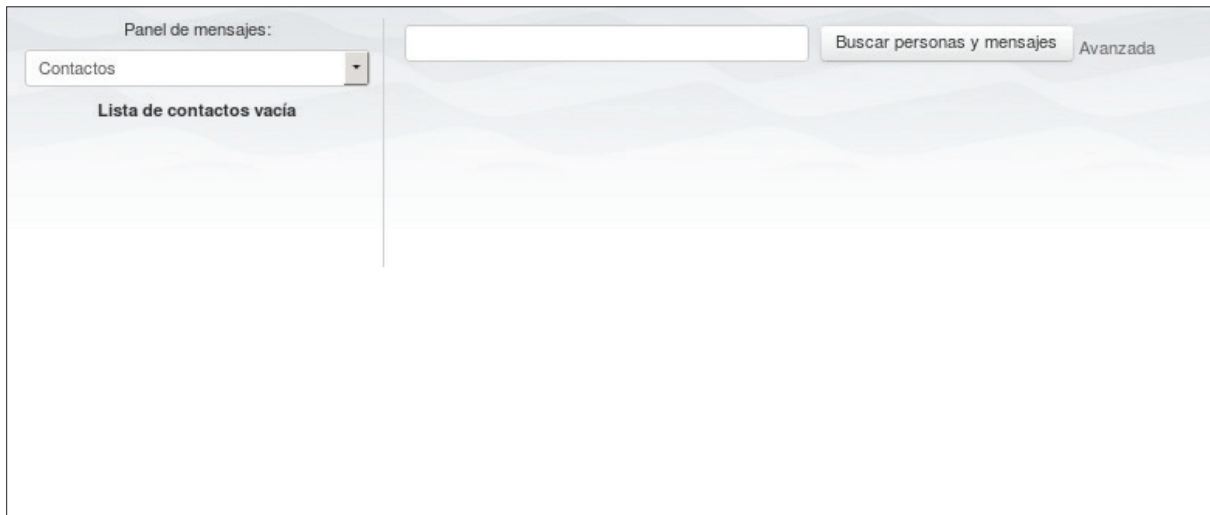 Panel de mensajes:
Contactos
Lista de contactos vacía
Buscar personas y mensajes
Avanzada